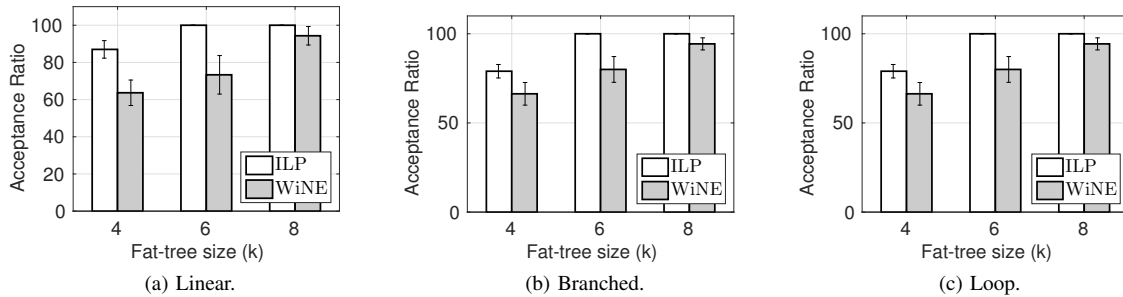 Acceptance Ratio
100
80
60
40
20
0
ILP
WiNE
4 6 8
Fat-tree size (k)
(a) Linear.
Acceptance Ratio
100
50
0
ILP
WiNE
4 6 8
Fat-tree size (k)
(b) Branched.
Acceptance Ratio
100
50
0
ILP
WiNE
4 6 8
Fat-tree size (k)
(c) Loop.